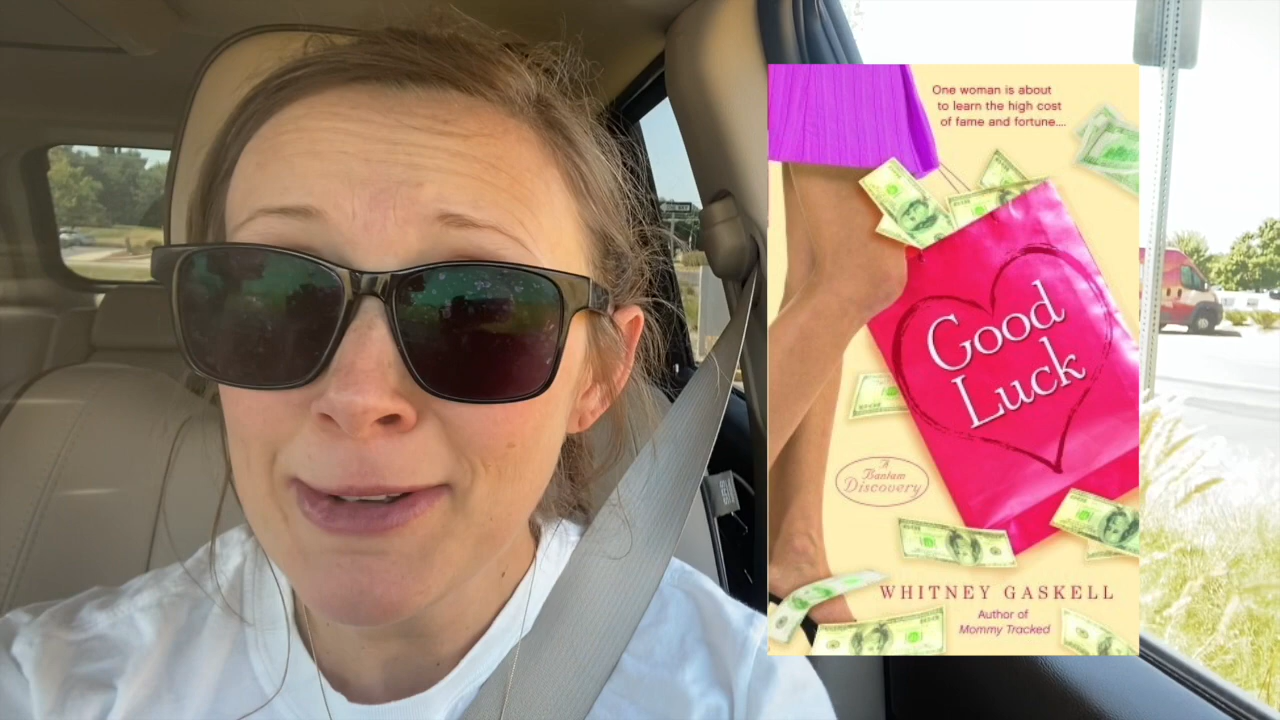 One woman is about
to learn the high cost
of fame and fortune....
Good
Luck
A
Bantam
Discovery
WHITNEY GASKELL
Author of
Mommy Tracked